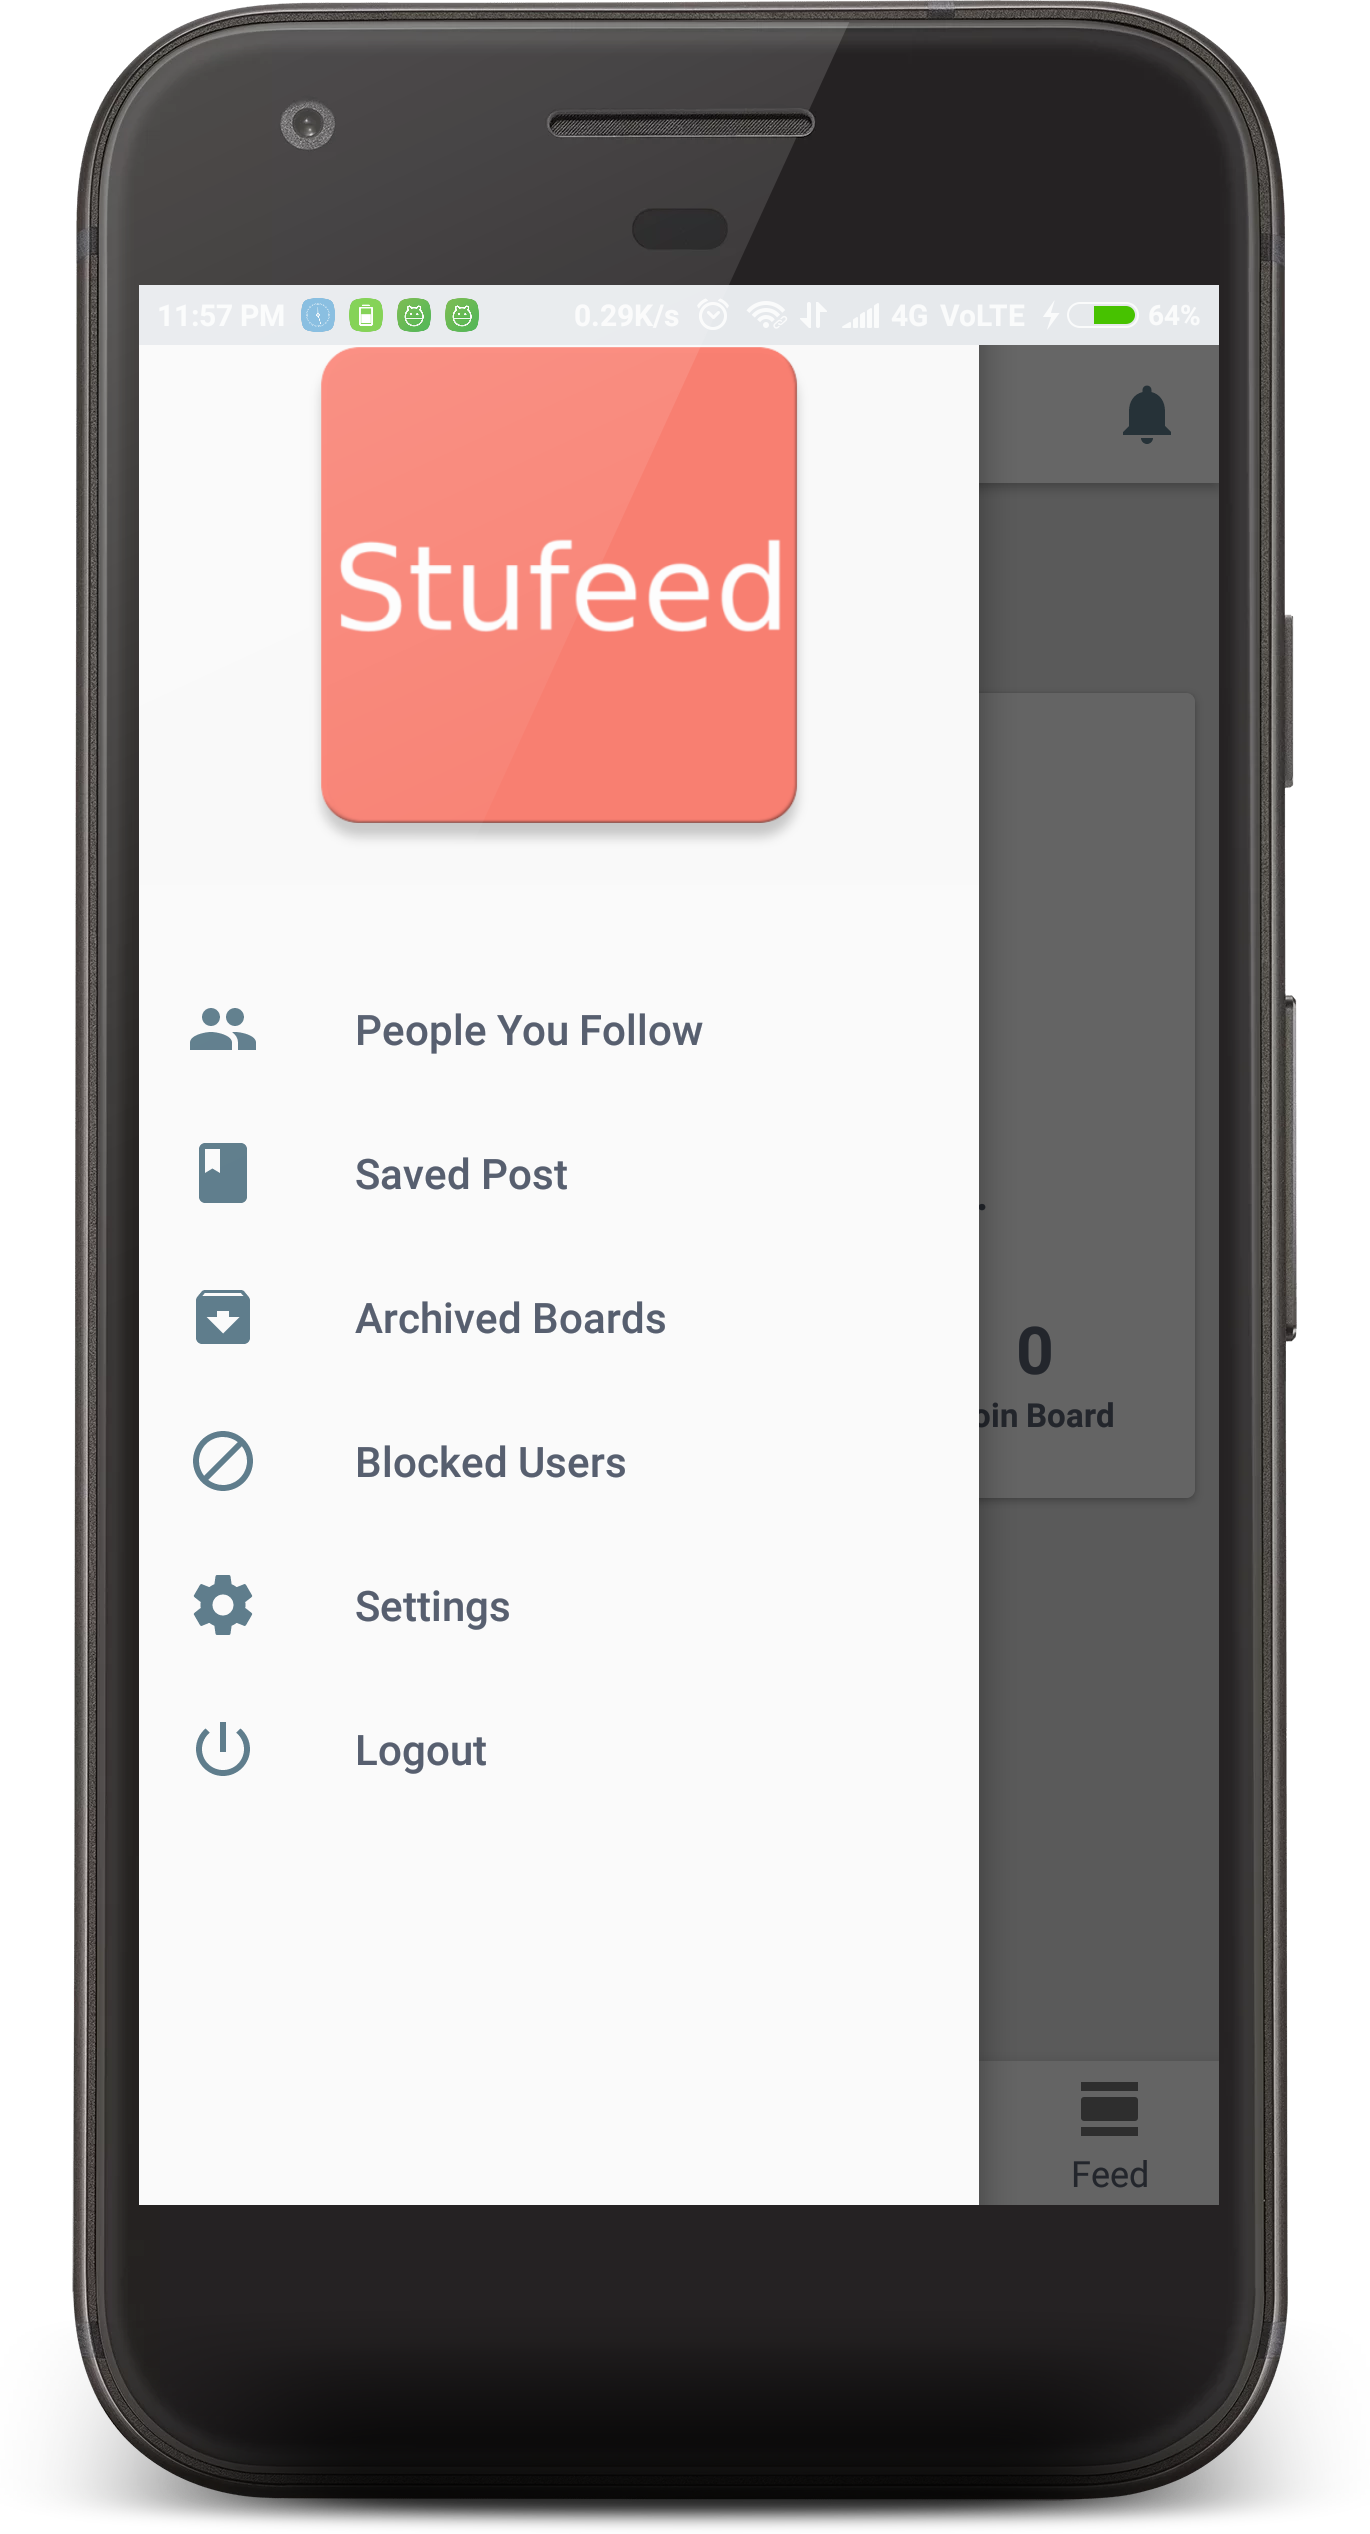 11:57 PM 0.29K/s 4G VoLTE 64%
Stufeed
People You Follow
Saved Post
Archived Boards
0
oin Board
Blocked Users
Settings
Logout
Feed